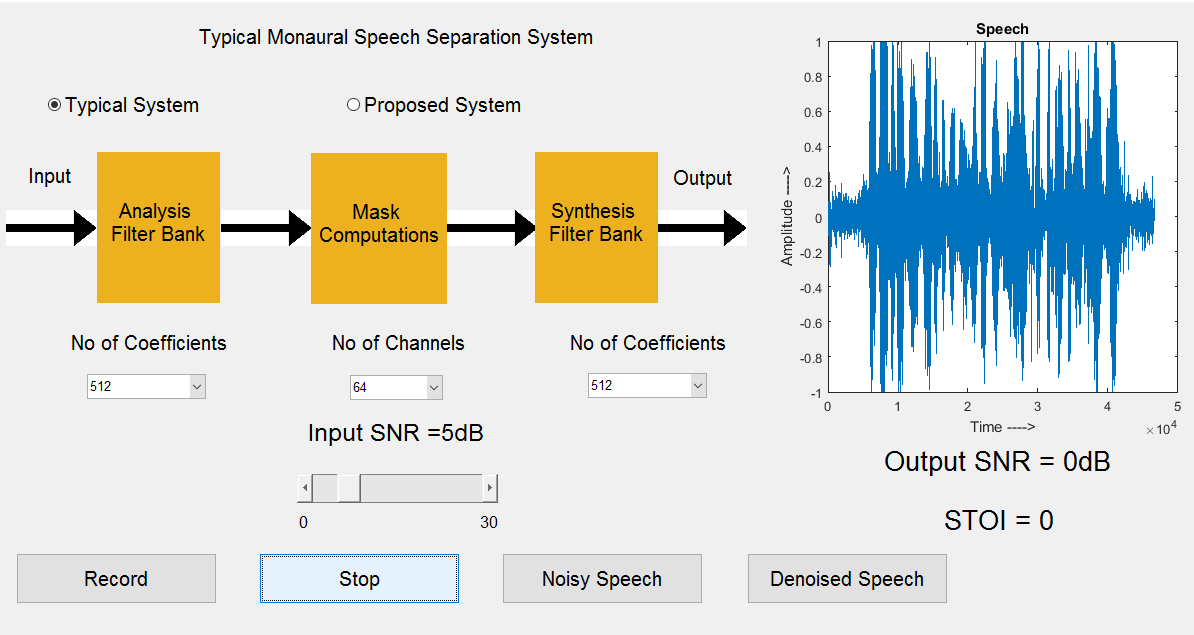 Typical Monaural Speech Separation System
Typical System
Proposed System
Input
Analysis
Filter Bank
Mask
Computations
Synthesis
Filter Bank
Output
No of Coefficients
No of Channels
No of Coefficients
512
64
512
Input SNR =5dB
0
30
Speech
1
0.8
0.6
0.4
0.2
0
-0.2
-0.4
-0.6
-0.8
-1
Amplitude ---->
0 1 2 3 4 5
Time ---->
×10^4
Output SNR = 0dB
STOI = 0
Record
Stop
Noisy Speech
Denoised Speech